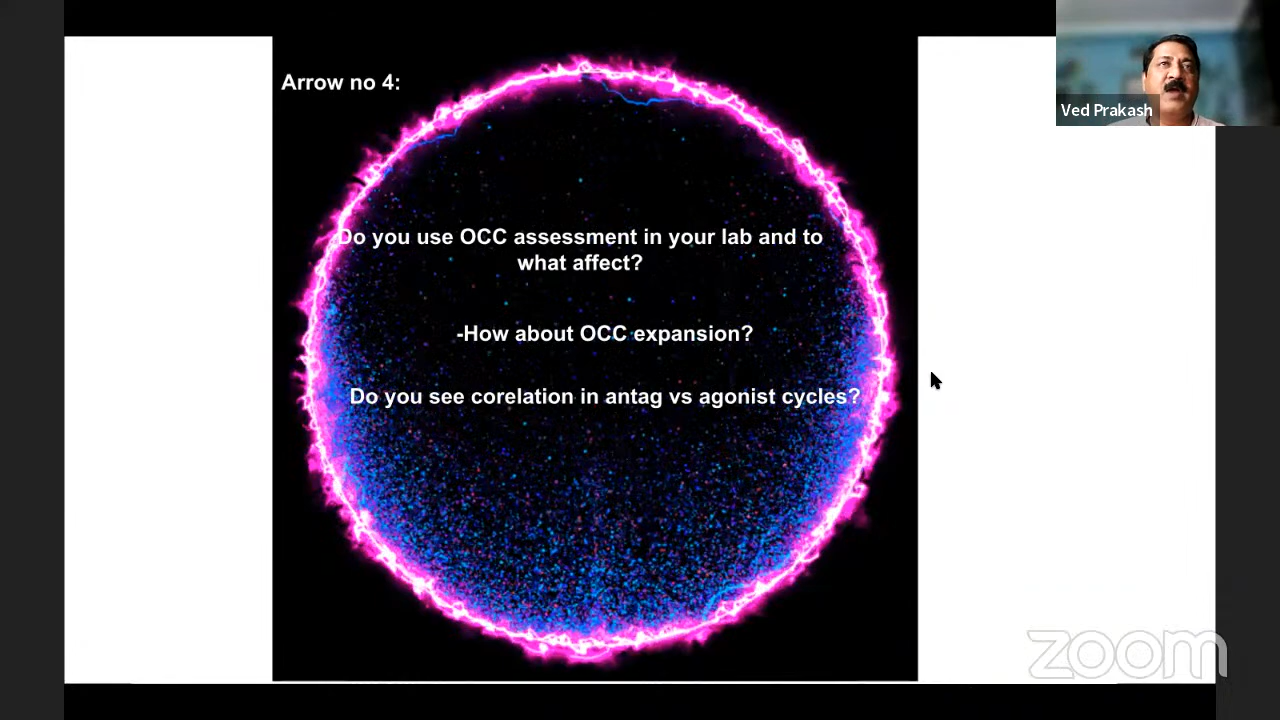 Arrow no 4:
Ved Prakash
Do you use OCC assessment in your lab and to
what affect?
-How about OCC expansion?
Do you see corelation in antag vs agonist cycles?
zoom